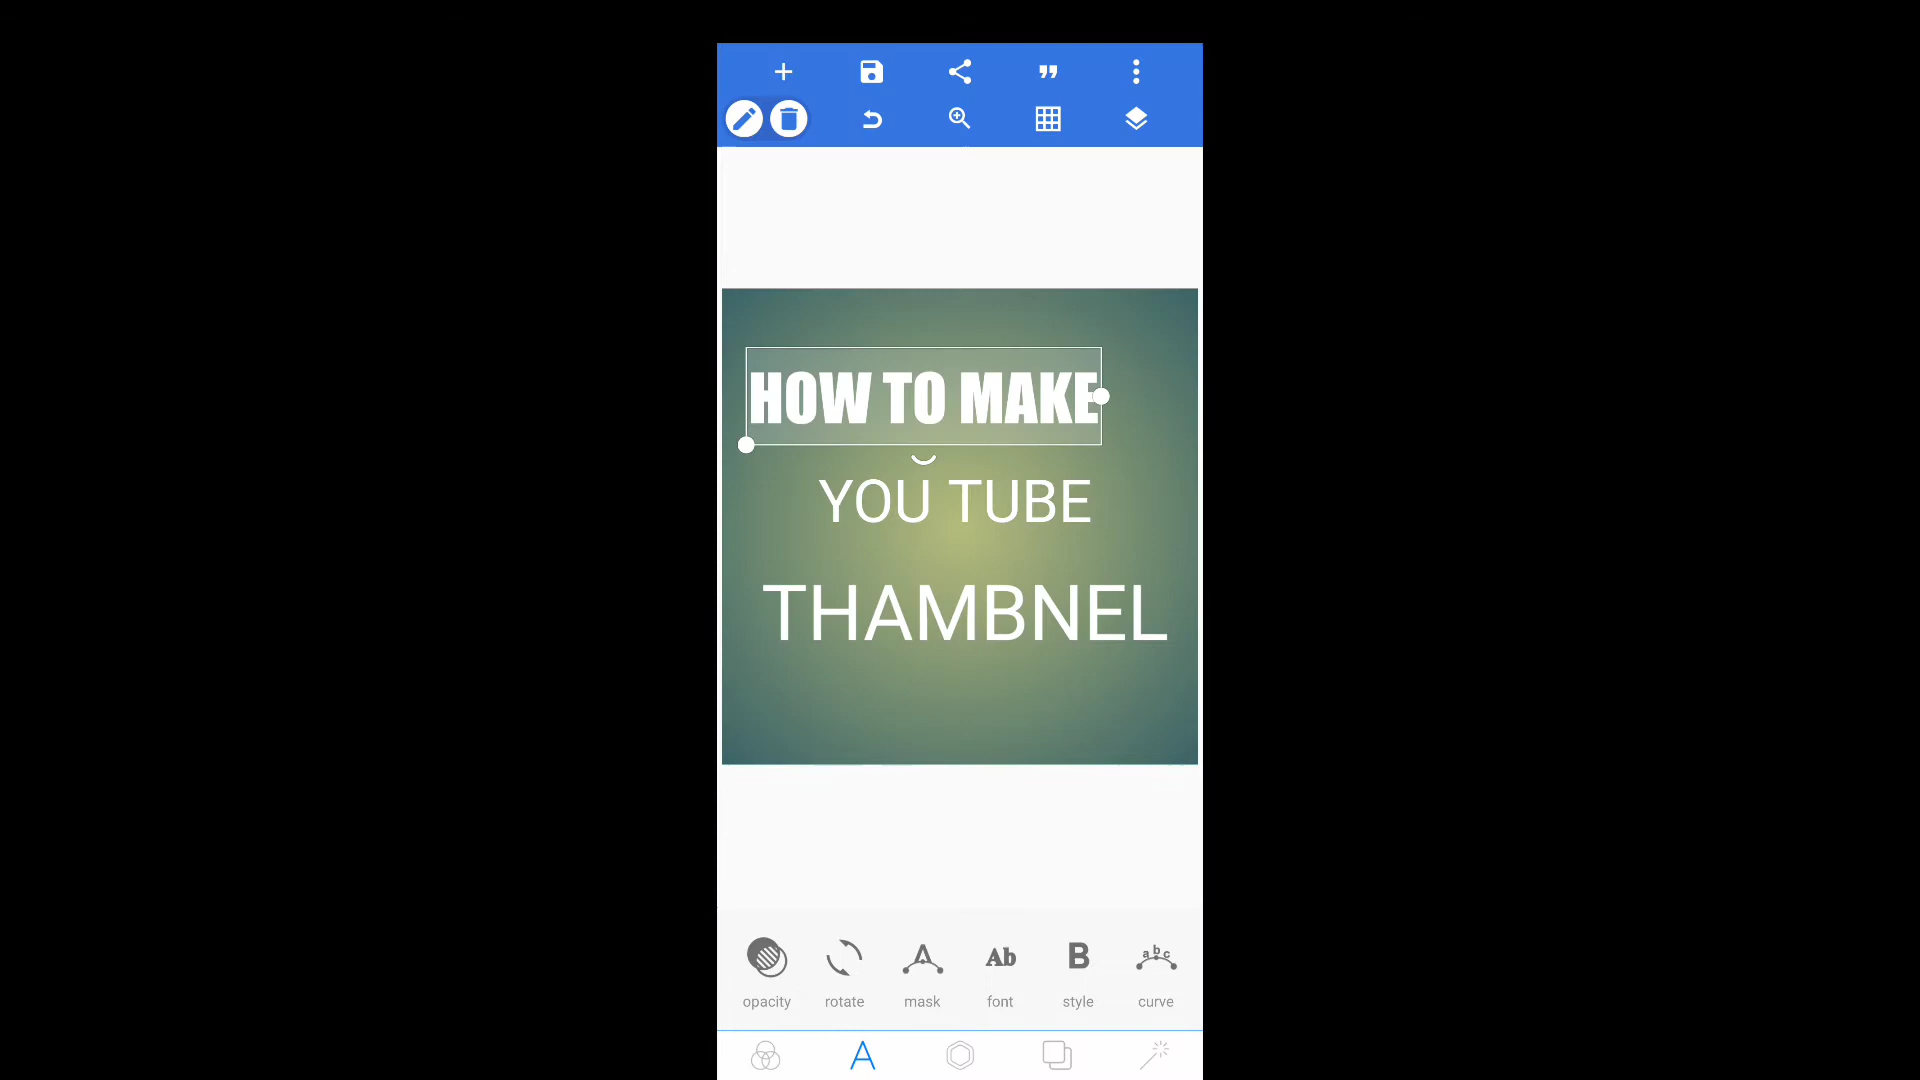 HOW TO MAKE
YOU TUBE
THAMBNEL
Ab
B
abc
opacity
rotate
mask
font
style
curve